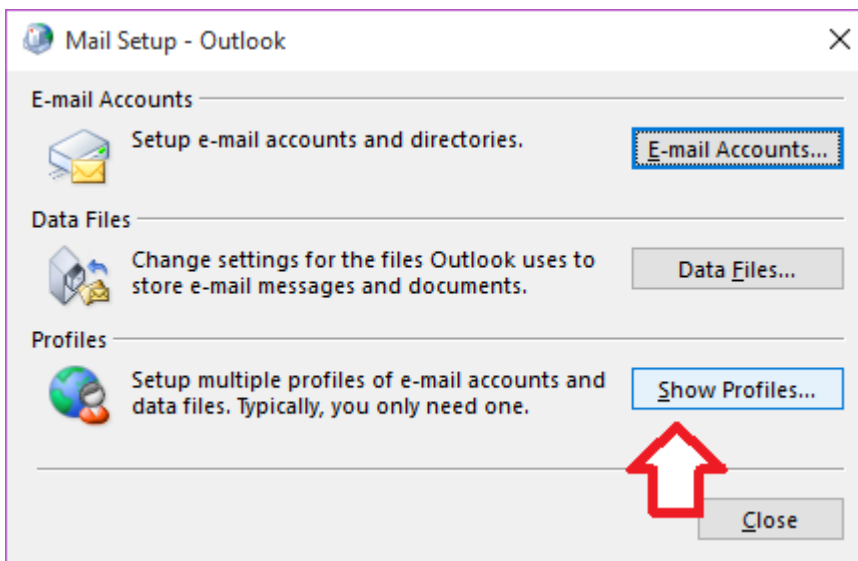 Mail Setup - Outlook
E-mail Accounts
Setup e-mail accounts and directories.
E-mail Accounts...
Data Files
Change settings for the files Outlook uses to
store e-mail messages and documents.
Data Files...
Profiles
Setup multiple profiles of e-mail accounts and
data files. Typically, you only need one.
Show Profiles...
Close